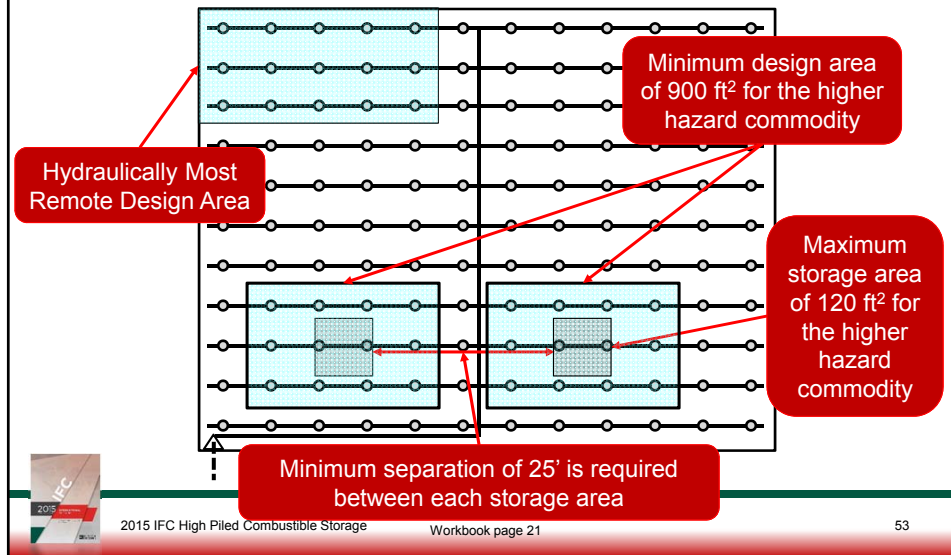 Minimum design area
of 900 ft² for the higher
hazard commodity
Hydraulically Most
Remote Design Area
Maximum
storage area
of 120 ft² for
the higher
hazard
commodity
Minimum separation of 25’ is required
between each storage area
IFC
2015
2015 IFC High Piled Combustible Storage
Workbook page 21
53